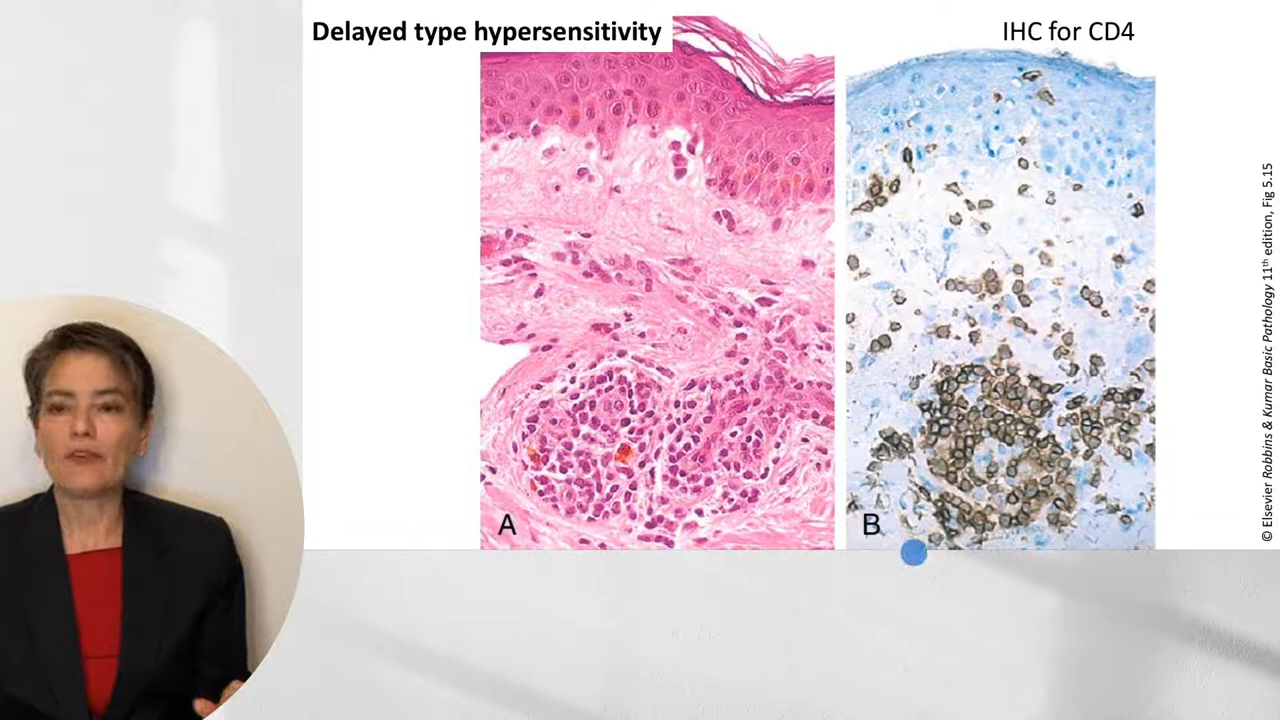 Delayed type hypersensitivity
IHC for CD4
A
B
© Elsevier Robbins & Kumar Basic Pathology 11th edition, Fig 5.15